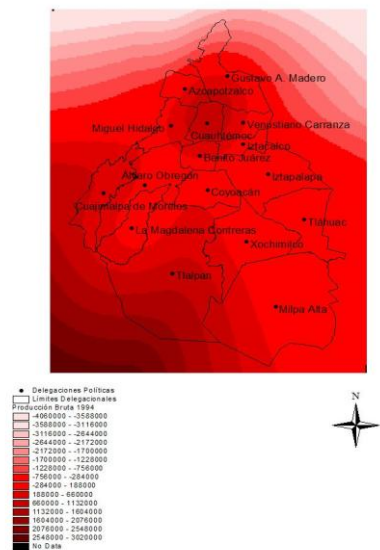 Gustavo A. Madero
Azcapotzalco
Miguel Hidalgo
Venustiano Carranza
Cuauhtemoc
Iztacalco
Benito Juárez
Iztapalapa
Alvaro Obregón
Coyoacán
Cuajimalpa de Morelos
Tláhuac
La Magdalena Contreras
Xochimilco
Tlalpan
Milpa Alta
Delegaciones Políticas
Limites Delegacionales
Producción Bruta 1994
-4060000 - -3588000
-3588000 - -3116000
-3116000 - -2644000
-2644000 - -2172000
-2172000 - -1700000
-1700000 - -1228000
-1228000 - -756000
-756000 - -284000
-284000 - 188000
188000 - 660000
660000 - 1132000
1132000 - 1604000
1604000 - 2076000
2076000 - 2548000
2548000 - 3020000
No Data
N